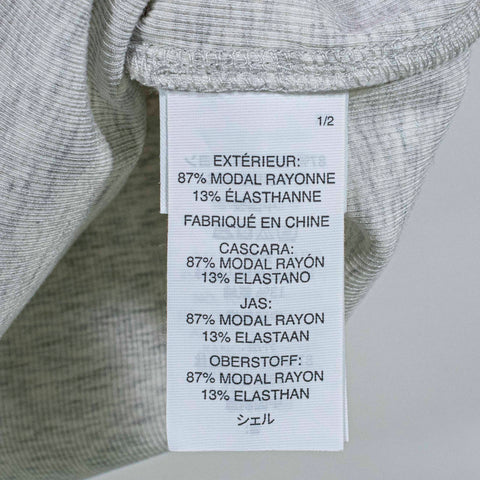 1/2
EXTÉRIEUR:
87% MODAL RAYONNE
13% ÉLASTHANNE
FABRIQUÉ EN CHINE
CASCARA:
87% MODAL RAYÓN
13% ELASTANO
JAS:
87% MODAL RAYON
13% ELASTAAN
OBERSTOFF:
87% MODAL RAYON
13% ELASTHAN
シェル